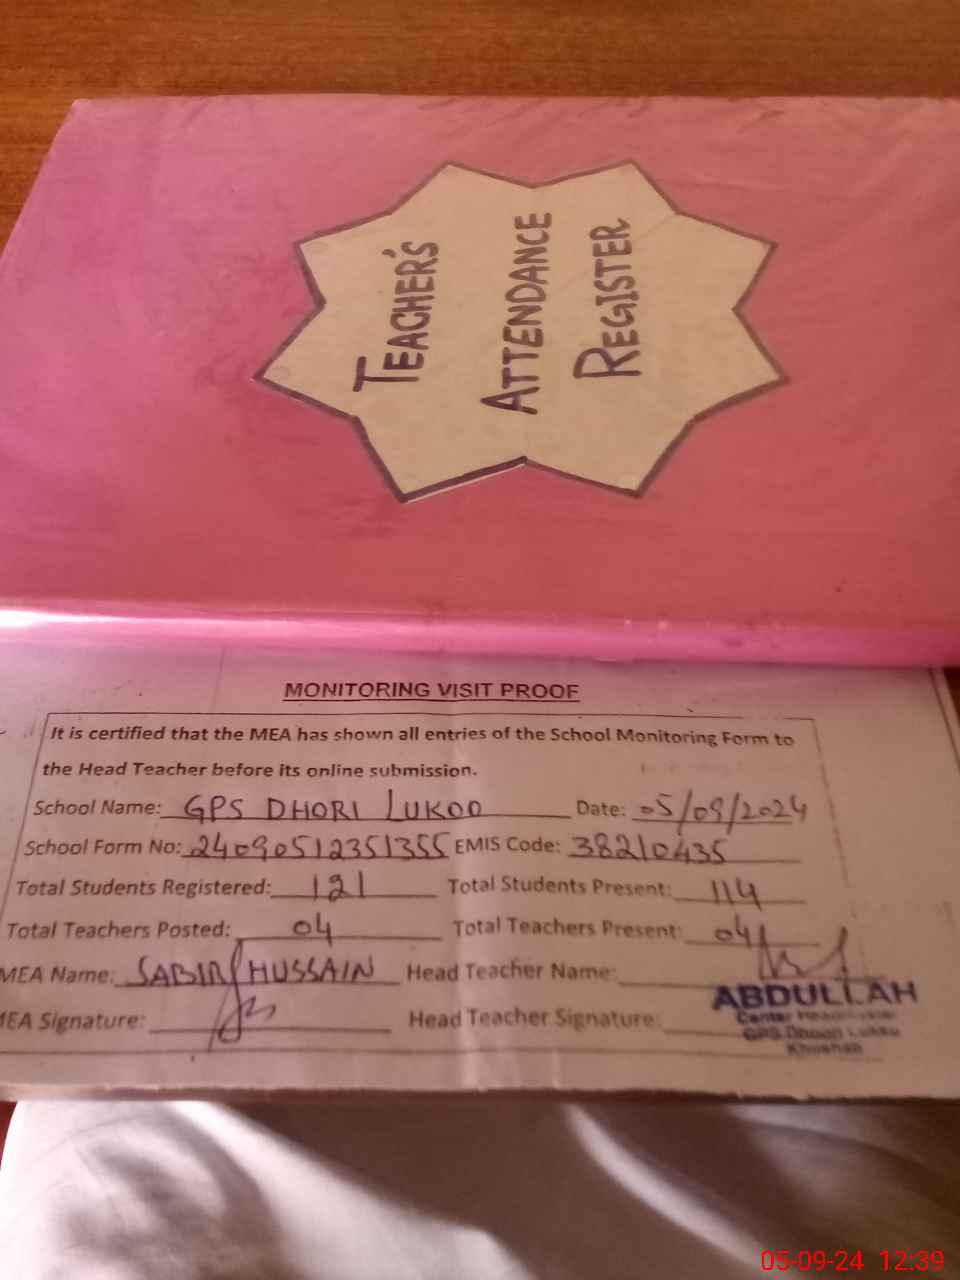 TEACHER'S
ATTENDANCE
REGISTER
MONITORING VISIT PROOF
It is certified that the MEA has shown all entries of the School Monitoring Form to
the Head Teacher before its online submission.
School Name: GPS DHORI LUKOO Date: 05/09/2024
School Form No: 24090512351355 EMIS Code: 38210435
Total Students Registered: 121 Total Students Present: 114
Total Teachers Posted: 04 Total Teachers Present: 04
MEA Name: SABIR HUSSAIN Head Teacher Name:
MEA Signature: Head Teacher Signature:
ABDULLAH
Center
GPS Lukku
Khushab
05-09-24 12:39